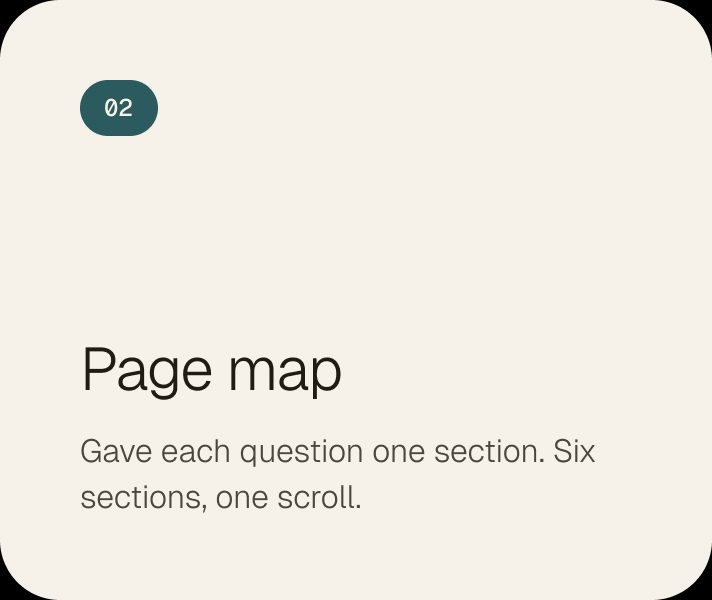 02
Page map
Gave each question one section. Six
sections, one scroll.